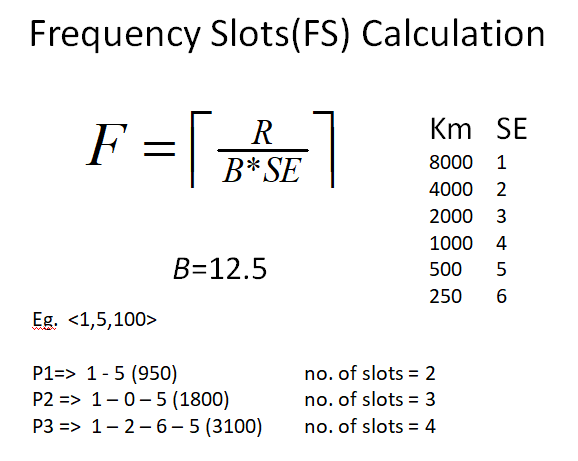 Frequency Slots(FS) Calculation
F = ⌈ R / B*SE ⌉
Km SE
8000 1
4000 2
2000 3
1000 4
500 5
250 6
B=12.5
Eg. <1,5,100>
P1=> 1 - 5 (950) no. of slots = 2
P2 => 1 – 0 – 5 (1800) no. of slots = 3
P3 => 1 – 2 – 6 – 5 (3100) no. of slots = 4